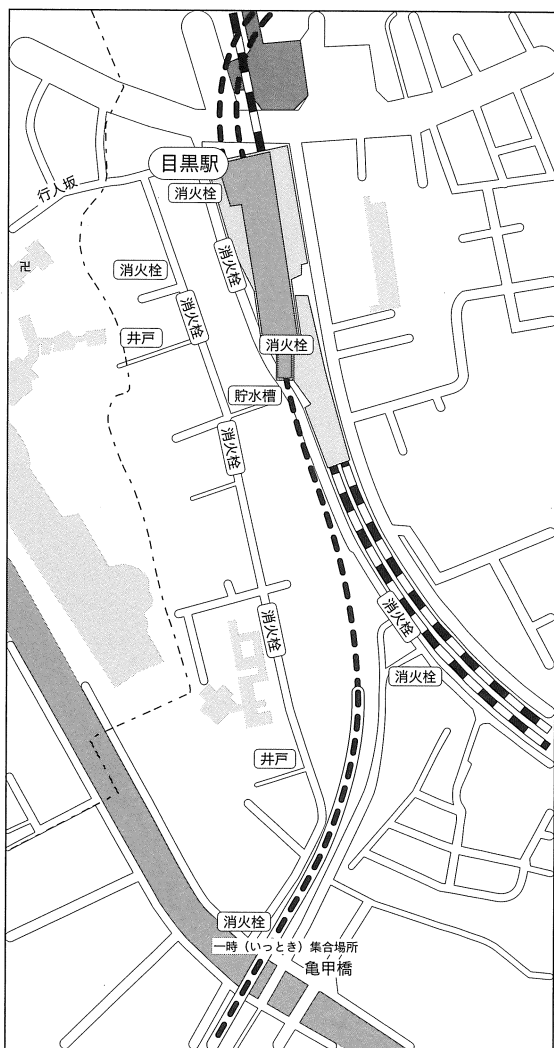 目黒駅
行人坂
消火栓
消火栓
卍
消火栓
消火栓
井戸
消火栓
貯水槽
消火栓
消火栓
消火栓
消火栓
井戸
消火栓
一時（いっとき）集合場所
亀甲橋